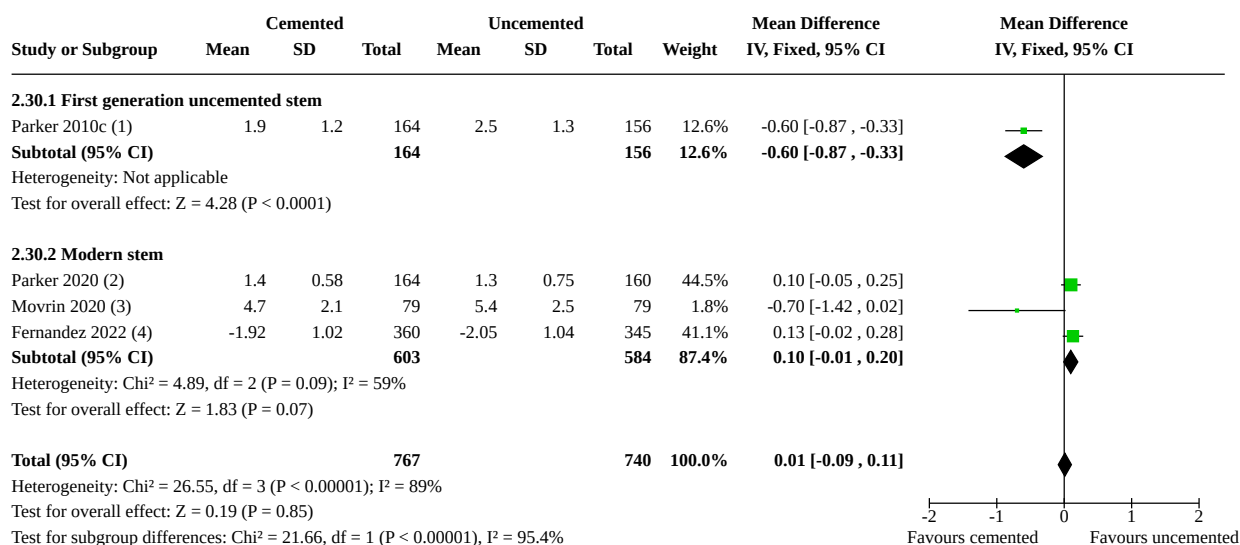 Cemented Uncemented Mean Difference Mean Difference
Study or Subgroup Mean SD Total Mean SD Total Weight IV, Fixed, 95% CI IV, Fixed, 95% CI
2.30.1 First generation uncemented stem
Parker 2010c (1) 1.9 1.2 164 2.5 1.3 156 12.6% -0.60 [-0.87 , -0.33]
Subtotal (95% CI) 164 156 12.6% -0.60 [-0.87 , -0.33]
Heterogeneity: Not applicable
Test for overall effect: Z = 4.28 (P < 0.0001)
2.30.2 Modern stem
Parker 2020 (2) 1.4 0.58 164 1.3 0.75 160 44.5% 0.10 [-0.05 , 0.25]
Movrin 2020 (3) 4.7 2.1 79 5.4 2.5 79 1.8% -0.70 [-1.42 , 0.02]
Fernandez 2022 (4) -1.92 1.02 360 -2.05 1.04 345 41.1% 0.13 [-0.02 , 0.28]
Subtotal (95% CI) 603 584 87.4% 0.10 [-0.01 , 0.20]
Heterogeneity: Chi² = 4.89, df = 2 (P = 0.09); I² = 59%
Test for overall effect: Z = 1.83 (P = 0.07)
Total (95% CI) 767 740 100.0% 0.01 [-0.09 , 0.11]
Heterogeneity: Chi² = 26.55, df = 3 (P < 0.00001); I² = 89%
Test for overall effect: Z = 0.19 (P = 0.85)
-2 -1 0 1 2
Test for subgroup differences: Chi² = 21.66, df = 1 (P < 0.00001), I² = 95.4%
Favours cemented Favours uncemented